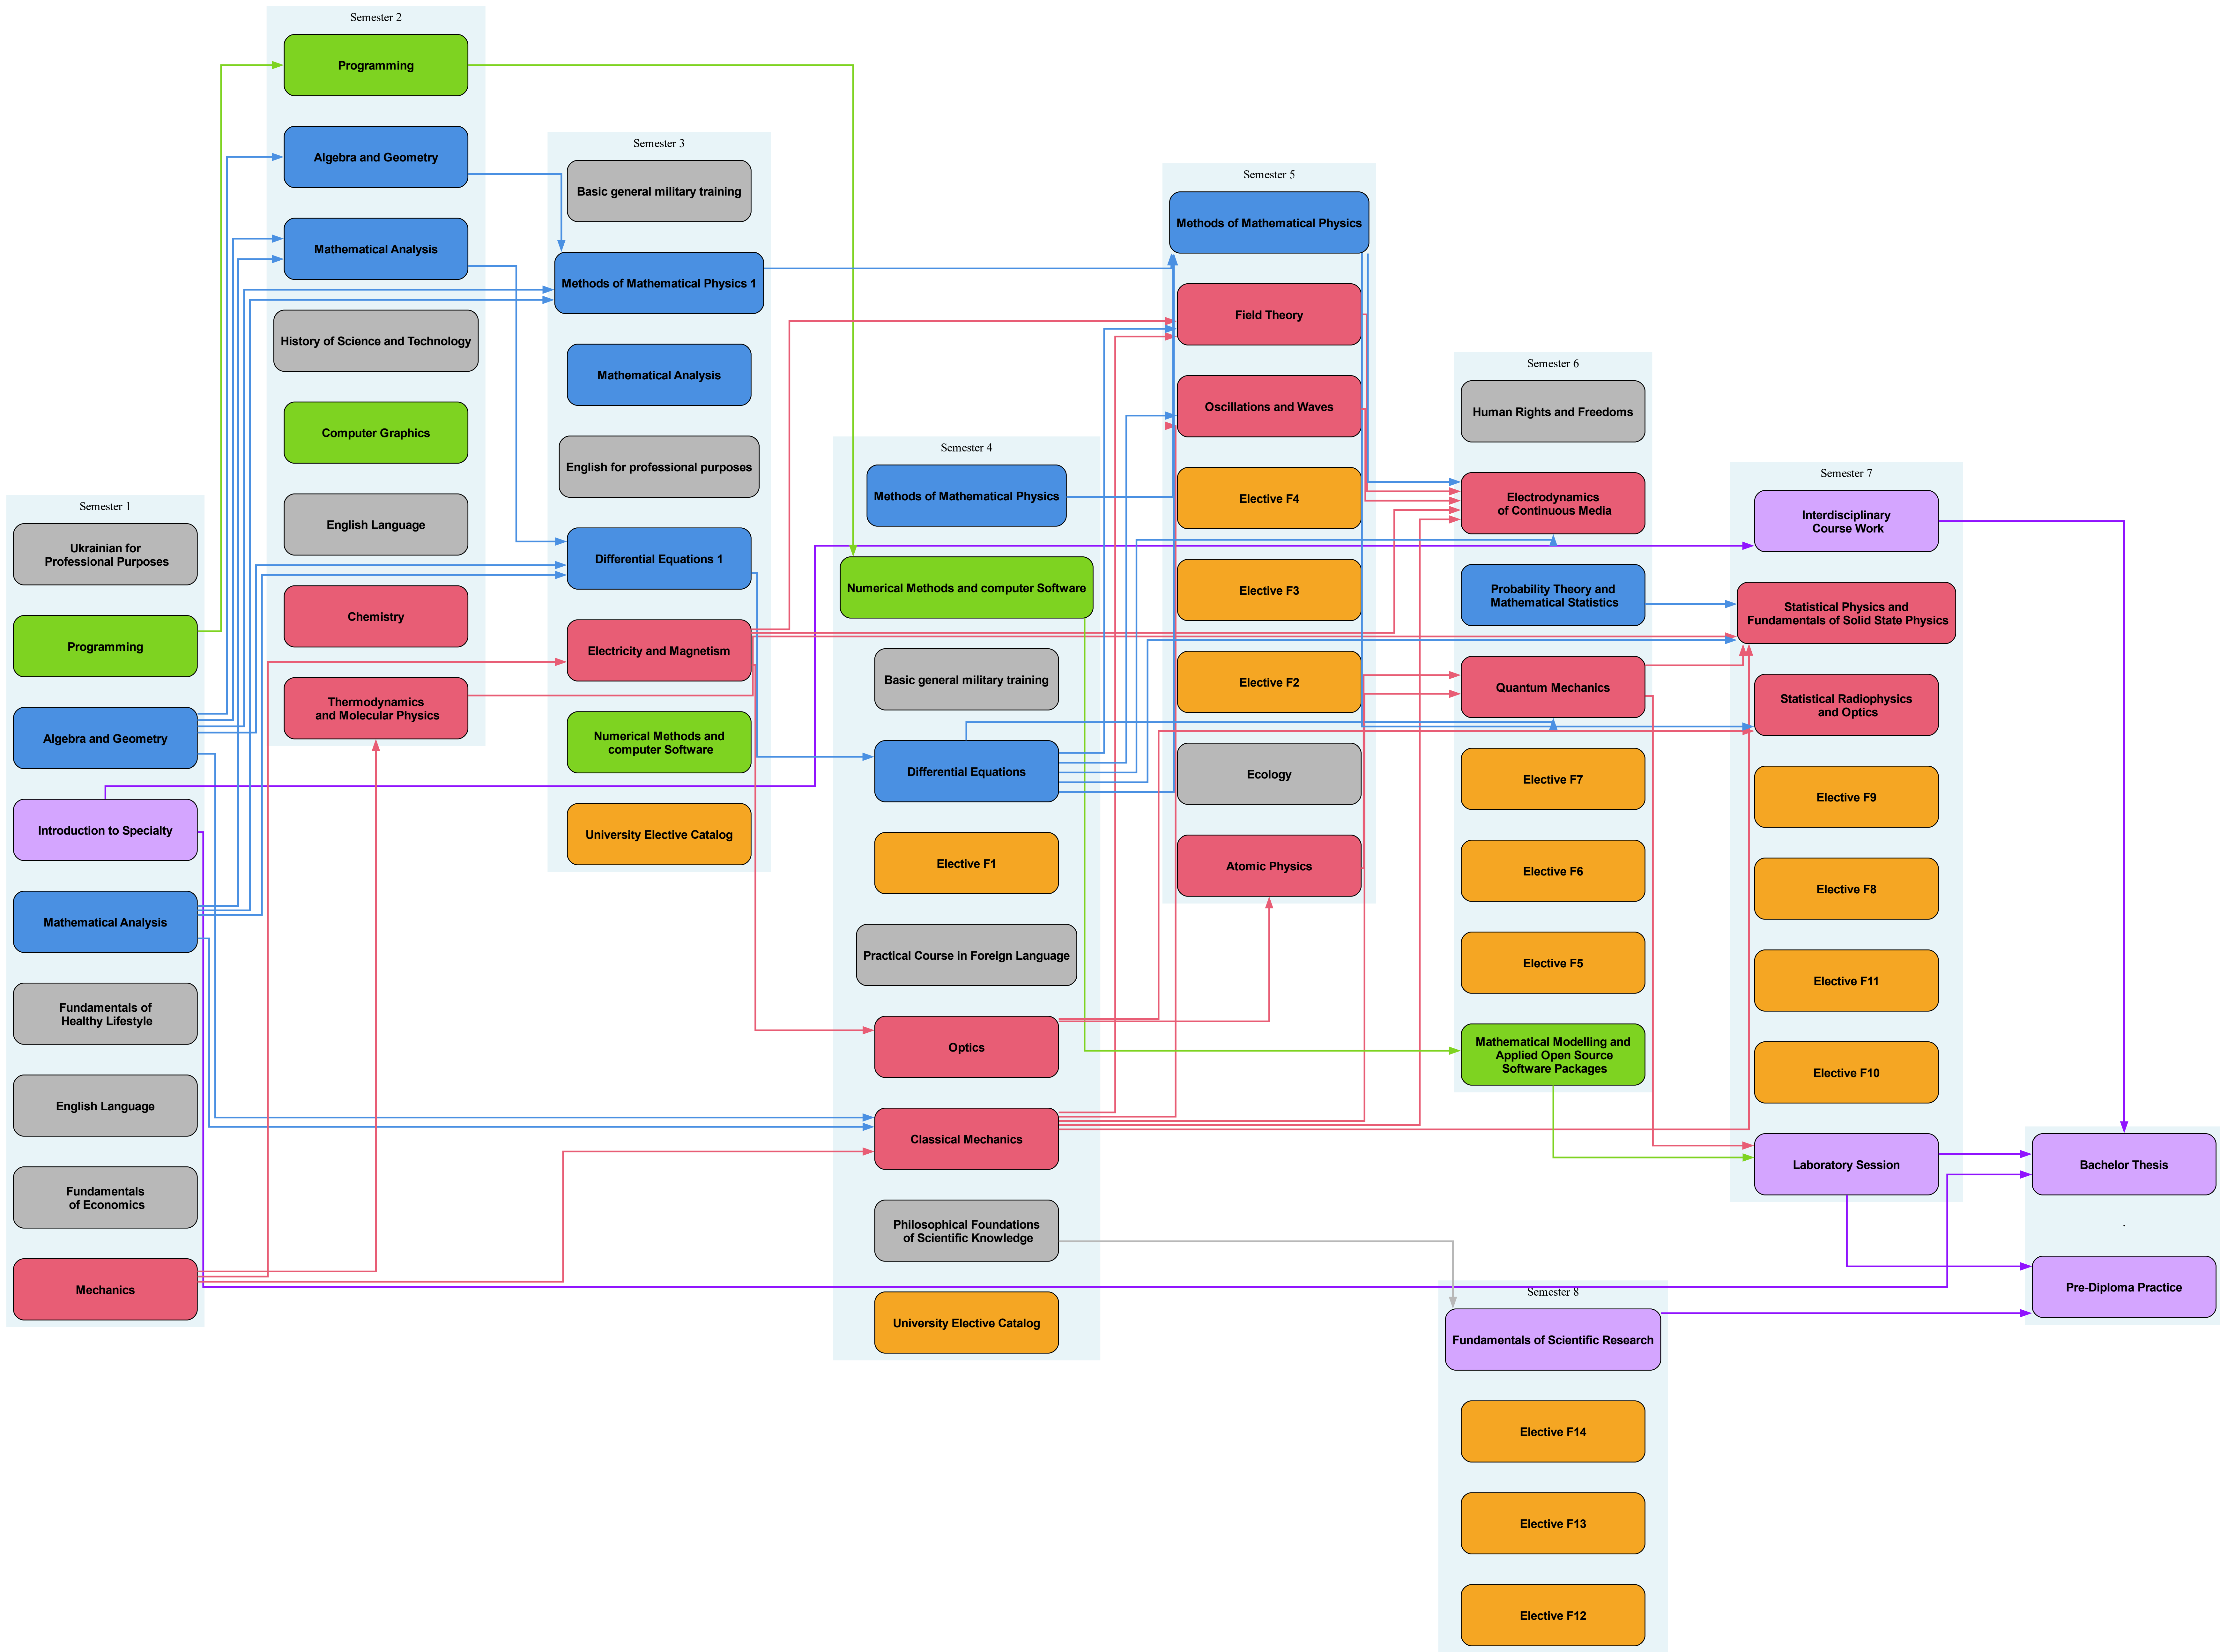 Semester 1
Ukrainian for
Professional Purposes
Programming
Algebra and Geometry
Introduction to Specialty
Mathematical Analysis
Fundamentals of
Healthy Lifestyle
English Language
Fundamentals
of Economics
Mechanics
Semester 2
Programming
Algebra and Geometry
Mathematical Analysis
History of Science and Technology
Computer Graphics
English Language
Chemistry
Thermodynamics
and Molecular Physics
Semester 3
Basic general military training
Methods of Mathematical Physics 1
Mathematical Analysis
English for professional purposes
Differential Equations 1
Electricity and Magnetism
Numerical Methods and
computer Software
University Elective Catalog
Semester 4
Methods of Mathematical Physics
Numerical Methods and computer Software
Basic general military training
Differential Equations
Elective F1
Practical Course in Foreign Language
Optics
Classical Mechanics
Philosophical Foundations
of Scientific Knowledge
University Elective Catalog
Semester 5
Methods of Mathematical Physics
Field Theory
Oscillations and Waves
Elective F4
Elective F3
Elective F2
Ecology
Atomic Physics
Semester 6
Human Rights and Freedoms
Electrodynamics
of Continuous Media
Probability Theory and
Mathematical Statistics
Quantum Mechanics
Elective F7
Elective F6
Elective F5
Mathematical Modelling and
Applied Open Source
Software Packages
Semester 7
Interdisciplinary
Course Work
Statistical Physics and
Fundamentals of Solid State Physics
Statistical Radiophysics
and Optics
Elective F9
Elective F8
Elective F11
Elective F10
Laboratory Session
Semester 8
Fundamentals of Scientific Research
Elective F14
Elective F13
Elective F12
Bachelor Thesis
.
Pre-Diploma Practice